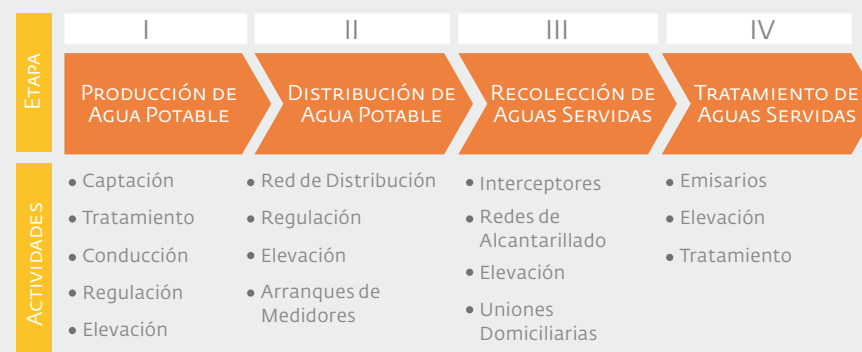 ETAPA
I
II
III
IV
PRODUCCIÓN DE
AGUA POTABLE
DISTRIBUCIÓN DE
AGUA POTABLE
RECOLECCIÓN DE
AGUAS SERVIDAS
TRATAMIENTO DE
AGUAS SERVIDAS
ACTIVIDADES
• Captación
• Tratamiento
• Conducción
• Regulación
• Elevación
• Red de Distribución
• Regulación
• Elevación
• Arranques de
Medidores
• Interceptores
• Redes de
Alcantarillado
• Elevación
• Uniones
Domiciliarias
• Emisarios
• Elevación
• Tratamiento